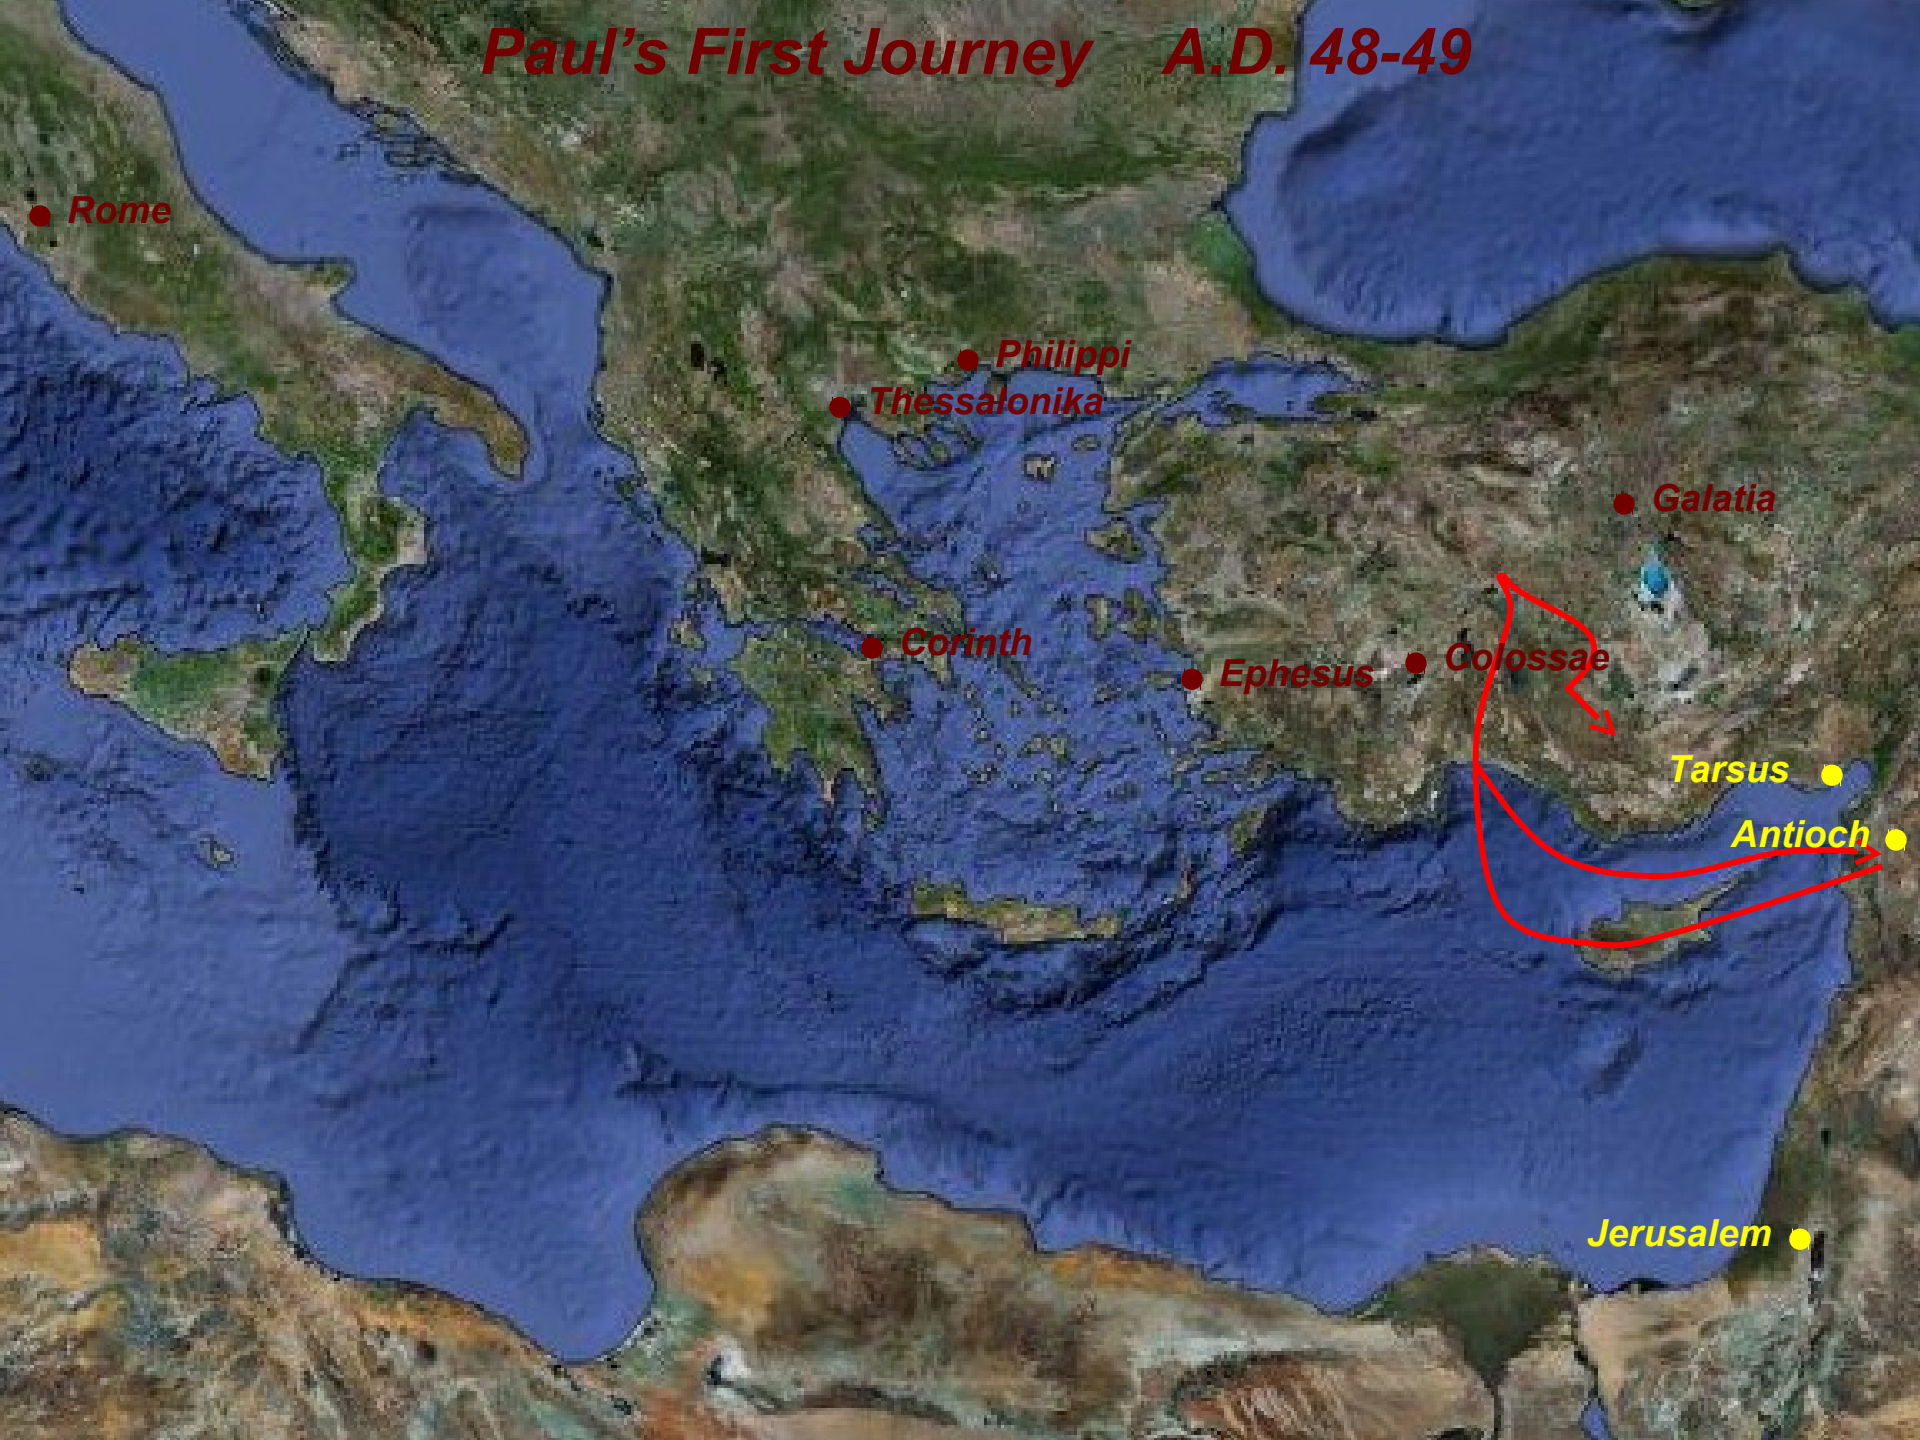 Paul’s First Journey A.D. 48-49
Rome
Philippi
Thessalonika
Galatia
Corinth
Ephesus
Colossae
Tarsus
Antioch
Jerusalem